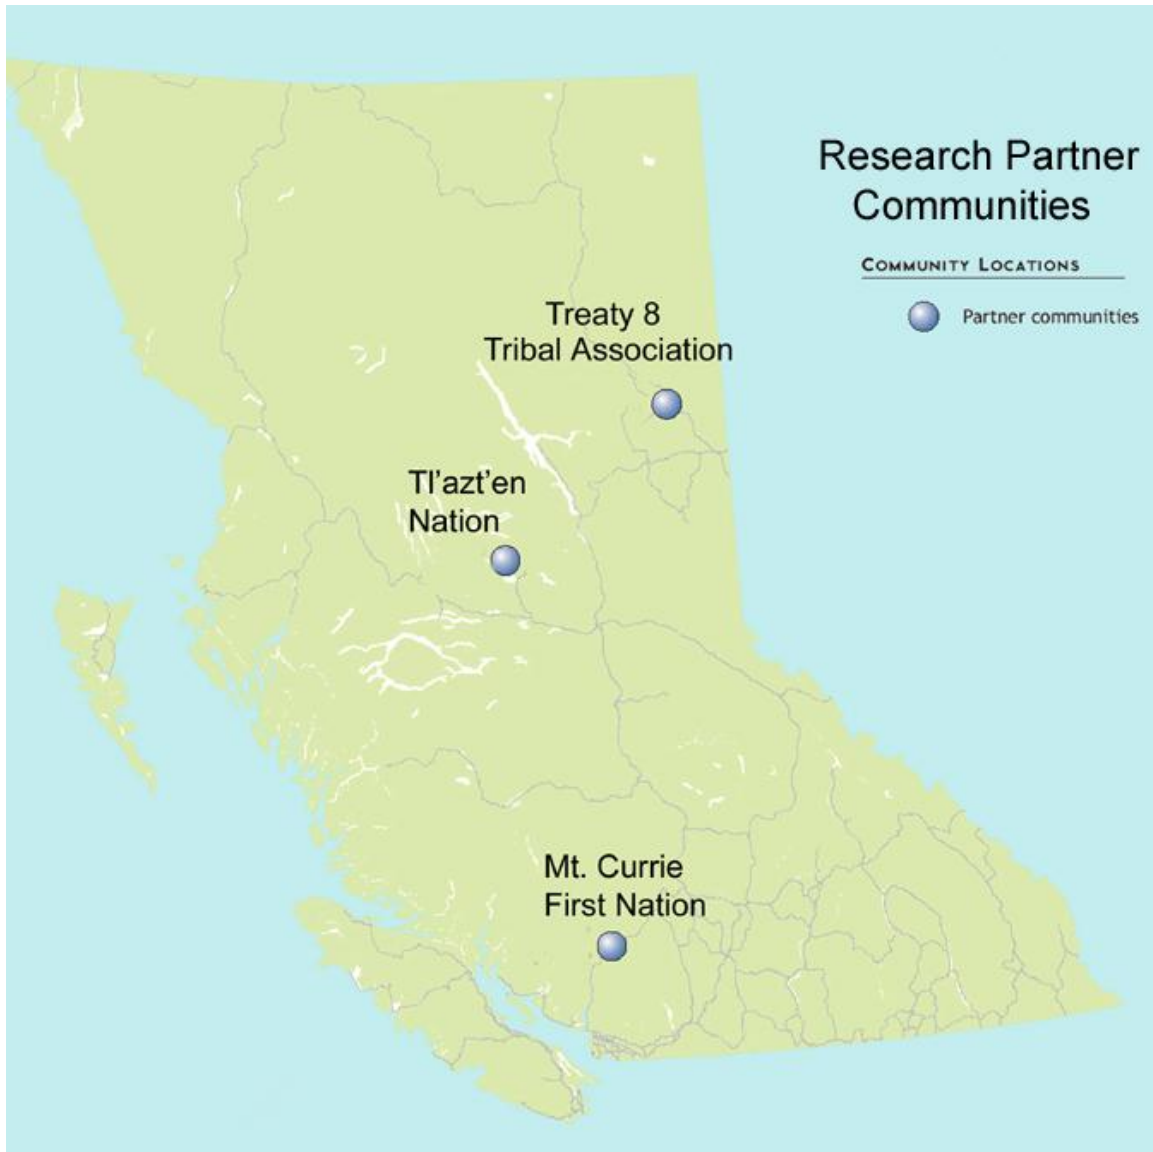 Research Partner
Communities
COMMUNITY LOCATIONS
Partner communities
Treaty 8
Tribal Association
Tl’azt’en
Nation
Mt. Currie
First Nation